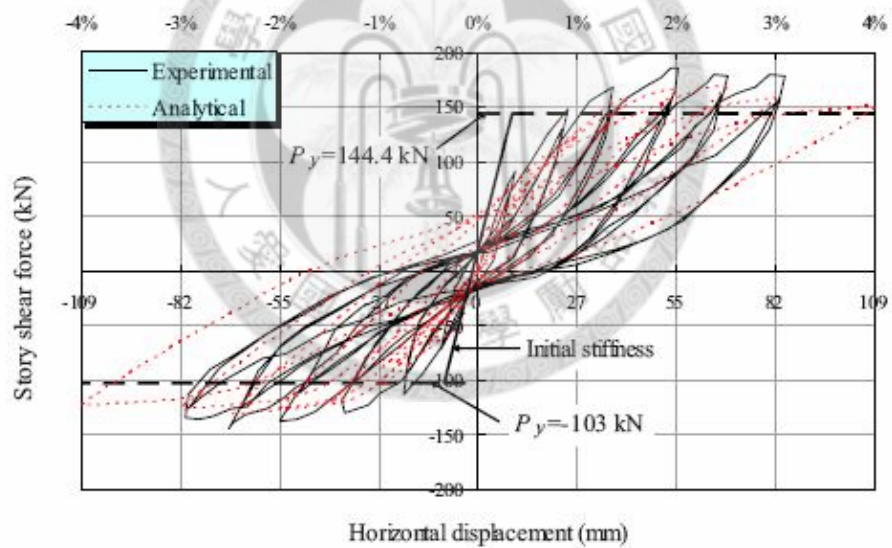 -4% -3% -2% -1% 0% 1% 2% 3% 4%
200
Experimental
Analytical
150
P y=144.4 kN
100
50
0
-109 -82 -55 -27 0 27 55 82 109
-50
Initial stiffness
-100
P y=-103 kN
-150
-200
Story shear force (kN)
Horizontal displacement (mm)